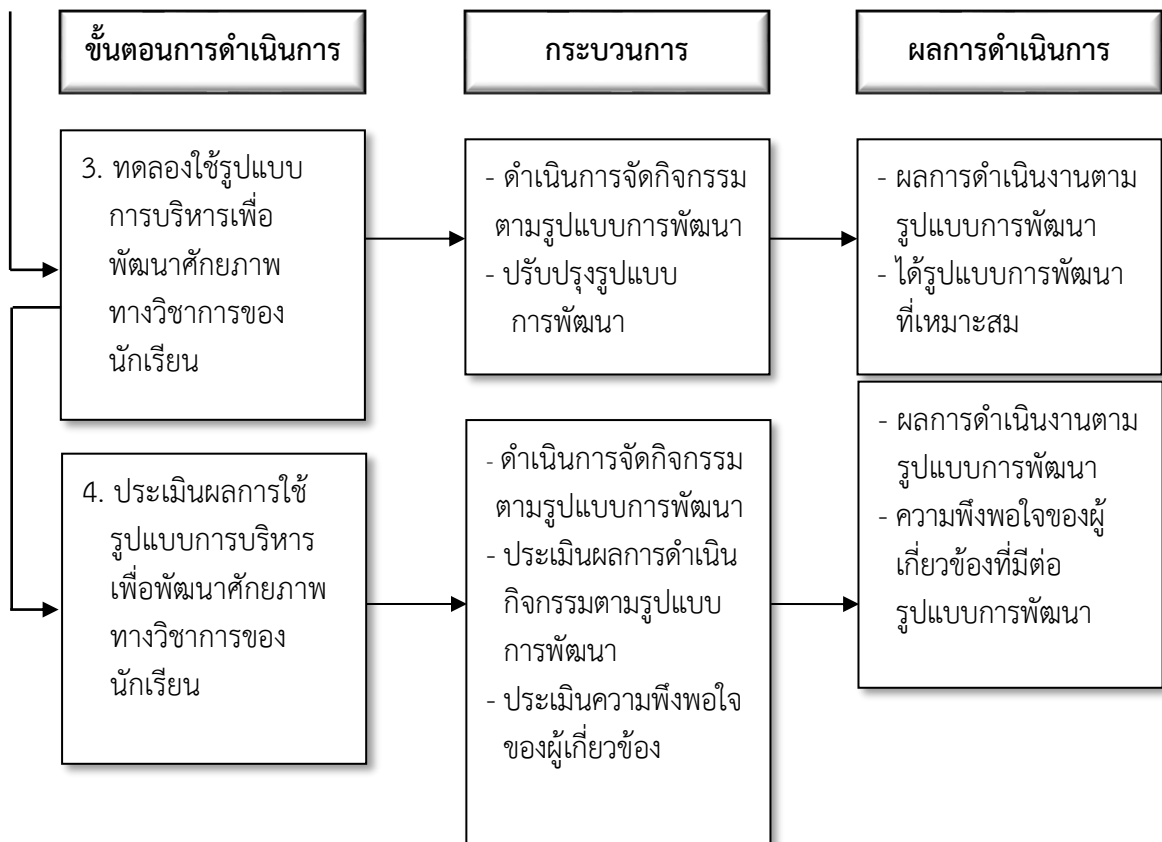 ขั้นตอนการดำเนินการ
กระบวนการ
ผลการดำเนินการ
3. ทดลองใช้รูปแบบ
การบริหารเพื่อ
พัฒนาศักยภาพ
ทางวิชาการของ
นักเรียน
- ดำเนินการจัดกิจกรรม
ตามรูปแบบการพัฒนา
- ปรับปรุงรูปแบบ
การพัฒนา
- ผลการดำเนินงานตาม
รูปแบบการพัฒนา
- ได้รูปแบบการพัฒนา
ที่เหมาะสม
4. ประเมินผลการใช้
รูปแบบการบริหาร
เพื่อพัฒนาศักยภาพ
ทางวิชาการของ
นักเรียน
- ดำเนินการจัดกิจกรรม
ตามรูปแบบการพัฒนา
- ประเมินผลการดำเนิน
กิจกรรมตามรูปแบบ
การพัฒนา
- ประเมินความพึงพอใจ
ของผู้เกี่ยวข้อง
- ผลการดำเนินงานตาม
รูปแบบการพัฒนา
- ความพึงพอใจของผู้
เกี่ยวข้องที่มีต่อ
รูปแบบการพัฒนา